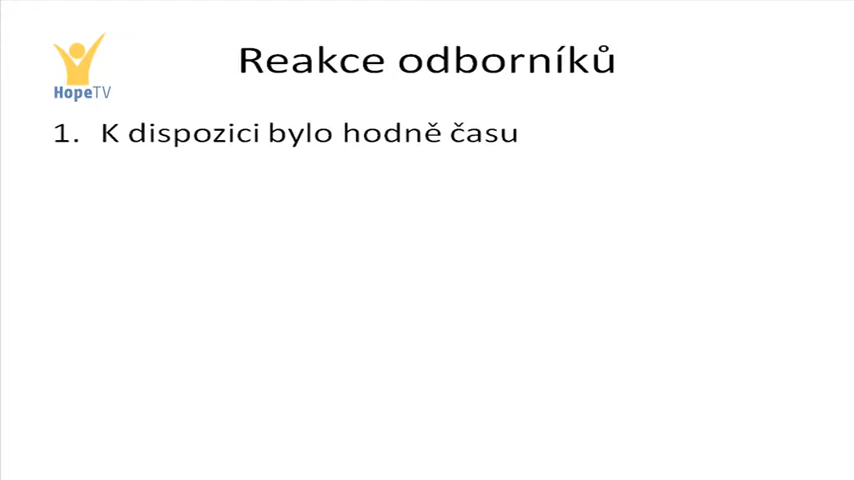 Reakce odborníků
HopeTV
1. K dispozici bylo hodně času